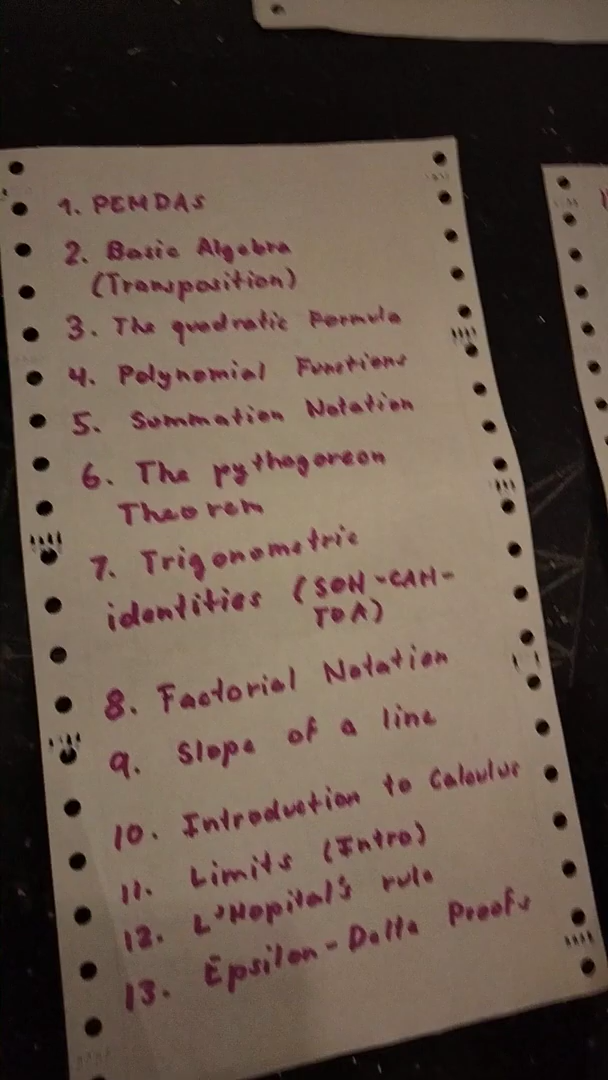 1. PEMDAS
2. Basic Algebra
(Transposition)
3. The quadratic Formula
4. Polynomial Functions
5. Summation Notation
6. The pythagorean
Theorem
7. Trigonometric
identities (SOH-CAH-
TOA)
8. Factorial Notation
9. Slope of a line
10. Introduction to Calculus
11. Limits (Intro)
12. L'Hopital's rule
13. Epsilon-Delta Proofs